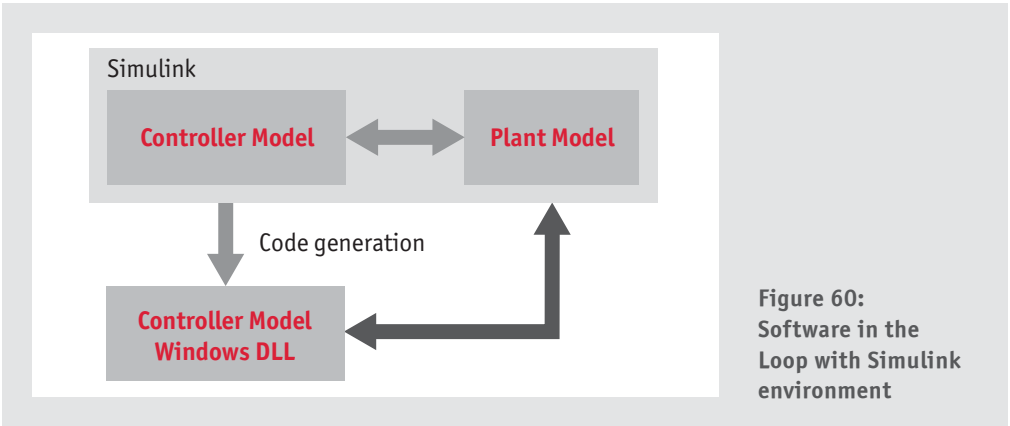 Simulink
Controller Model
Plant Model
Code generation
Controller Model
Windows DLL
Figure 60:
Software in the
Loop with Simulink
environment